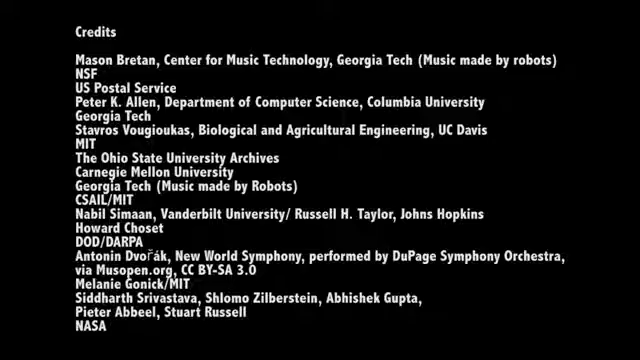 Credits
Mason Bretan, Center for Music Technology, Georgia Tech (Music made by robots)
NSF
US Postal Service
Peter K. Allen, Department of Computer Science, Columbia University
Georgia Tech
Stavros Vougioukas, Biological and Agricultural Engineering, UC Davis
MIT
The Ohio State University Archives
Carnegie Mellon University
Georgia Tech (Music made by Robots)
CSAIL/MIT
Nabil Simaan, Vanderbilt University/ Russell H. Taylor, Johns Hopkins
Howard Choset
DOD/DARPA
Antonin Dvořák, New World Symphony, performed by DuPage Symphony Orchestra,
via Musopen.org, CC BY-SA 3.0
Melanie Gonick/MIT
Siddharth Srivastava, Shlomo Zilberstein, Abhishek Gupta,
Pieter Abbeel, Stuart Russell
NASA